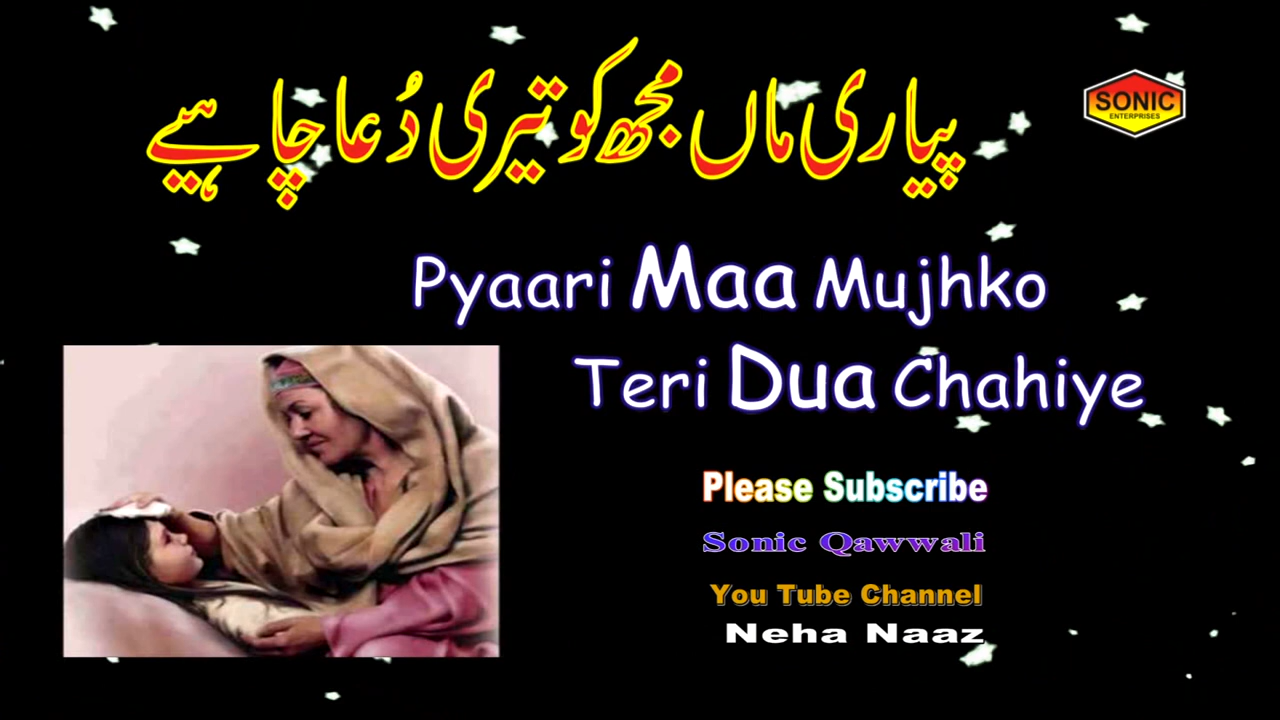 پیاری ماں مجھ کو تیری دُعا چاہیے
SONIC
ENTERPRISES
Pyaari Maa Mujhko
Teri Dua Chahiye
Please Subscribe
Sonic Qawwali
You Tube Channel
Neha Naaz